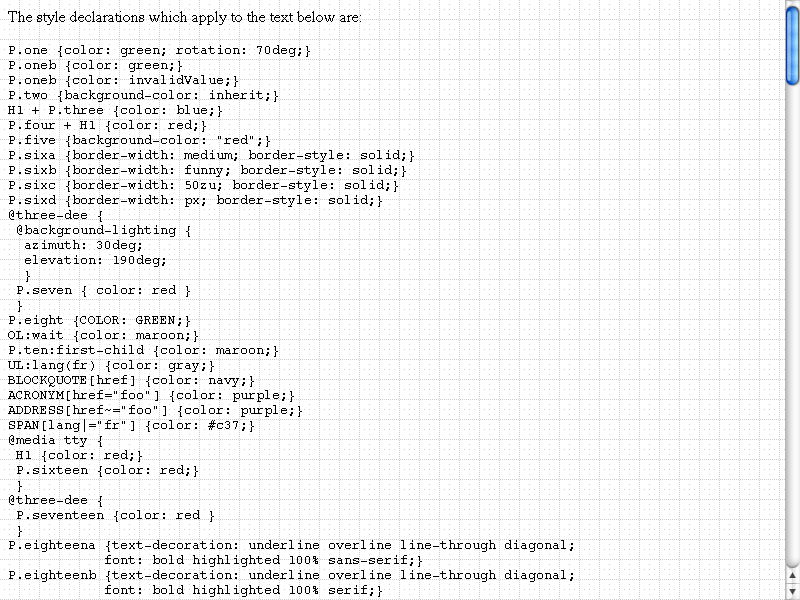 The style declarations which apply to the text below are:
P.one {color: green; rotation: 70deg;}
P.oneb {color: green;}
P.oneb {color: invalidValue;}
P.two {background-color: inherit;}
H1 + P.three {color: blue;}
P.four + H1 {color: red;}
P.five {background-color: "red";}
P.sixa {border-width: medium; border-style: solid;}
P.sixb {border-width: funny; border-style: solid;}
P.sixc {border-width: 50zu; border-style: solid;}
P.sixd {border-width: px; border-style: solid;}
@three-dee {
 @background-lighting {
  azimuth: 30deg;
  elevation: 190deg;
  }
 P.seven { color: red }
 }
P.eight {COLOR: GREEN;}
OL:wait {color: maroon;}
P.ten:first-child {color: maroon;}
UL:lang(fr) {color: gray;}
BLOCKQUOTE[href] {color: navy;}
ACRONYM[href="foo"] {color: purple;}
ADDRESS[href~="foo"] {color: purple;}
SPAN[lang|="fr"] {color: #c37;}
@media tty {
 H1 {color: red;}
 P.sixteen {color: red;}
 }
@three-dee {
 P.seventeen {color: red }
 }
P.eighteena {text-decoration: underline overline line-through diagonal;
            font: bold highlighted 100% sans-serif;}
P.eighteenb {text-decoration: underline overline line-through diagonal;
            font: bold highlighted 100% serif;}